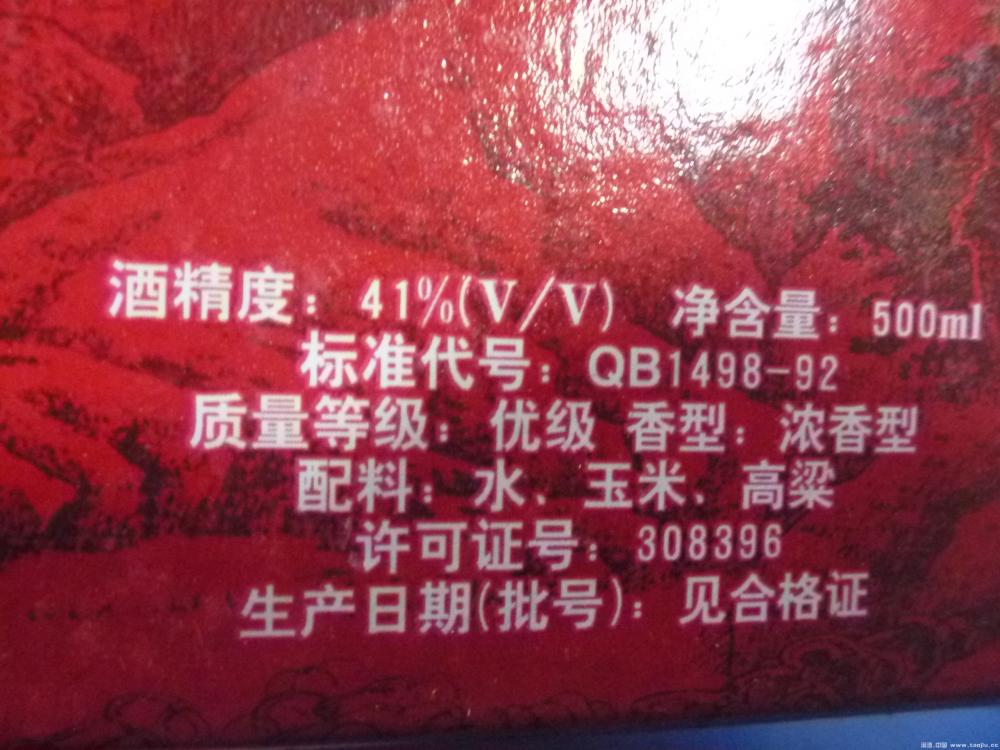 酒精度：41%(V/V) 净含量：500ml
标准代号：QB1498-92
质量等级：优级 香型：浓香型
配料：水、玉米、高粱
许可证号：308396
生产日期(批号)：见合格证